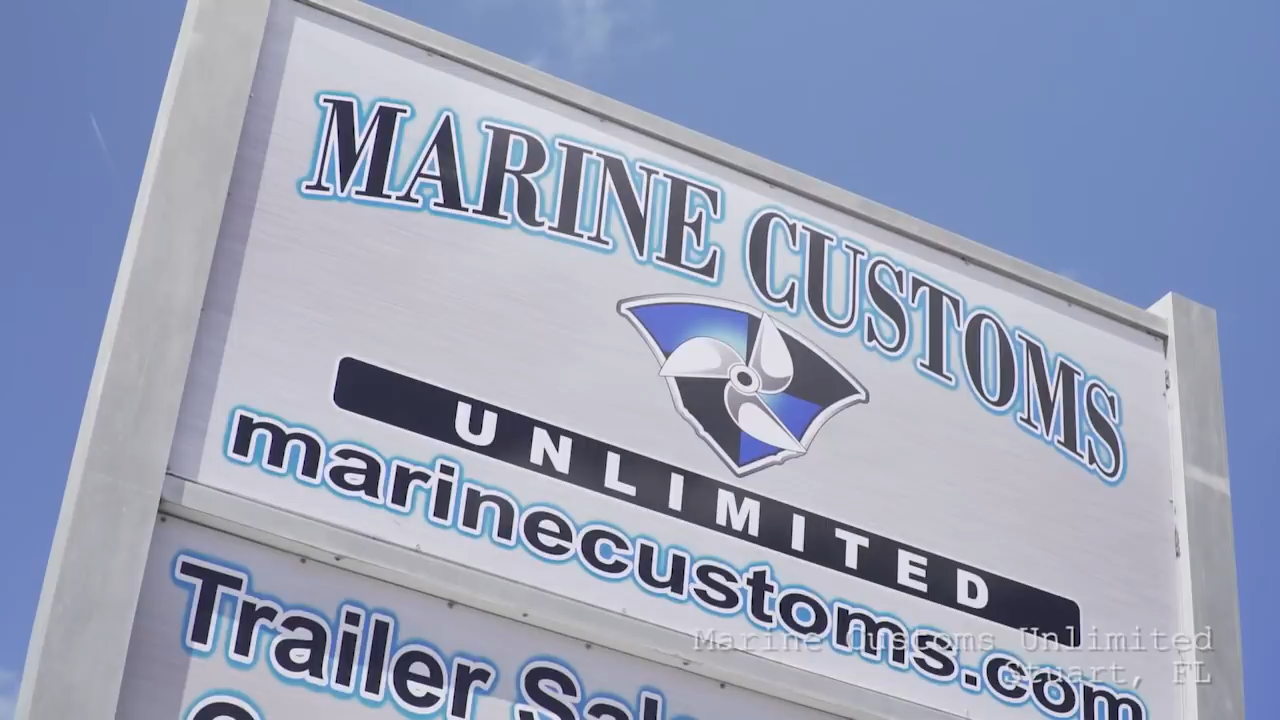 MARINE CUSTOMS
UNLIMITED
marinecustoms.com
Trailer
Marine Customs Unlimited
Stuart, FL